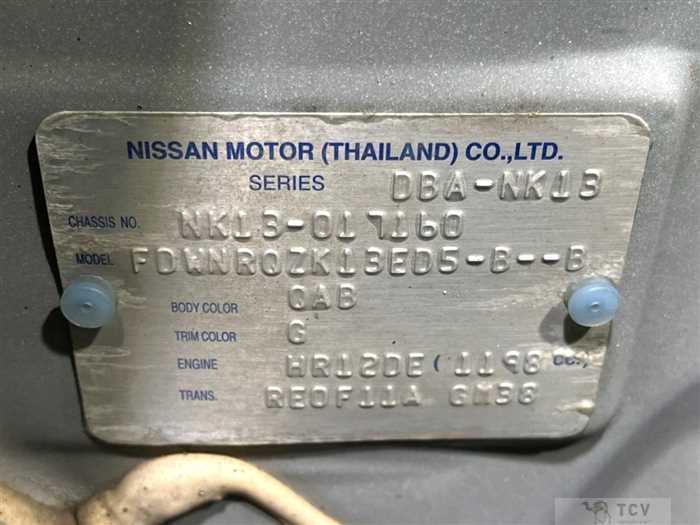 NISSAN MOTOR (THAILAND) CO.,LTD.
SERIES DBA-NK13
CHASSIS NO. NK13-017160
MODEL FDWNRQZK13ED5-B--B
BODY COLOR QAB
TRIM COLOR G
ENGINE HR12DE (1198 cc.)
TRANS. RE0F11A GM38
TCV